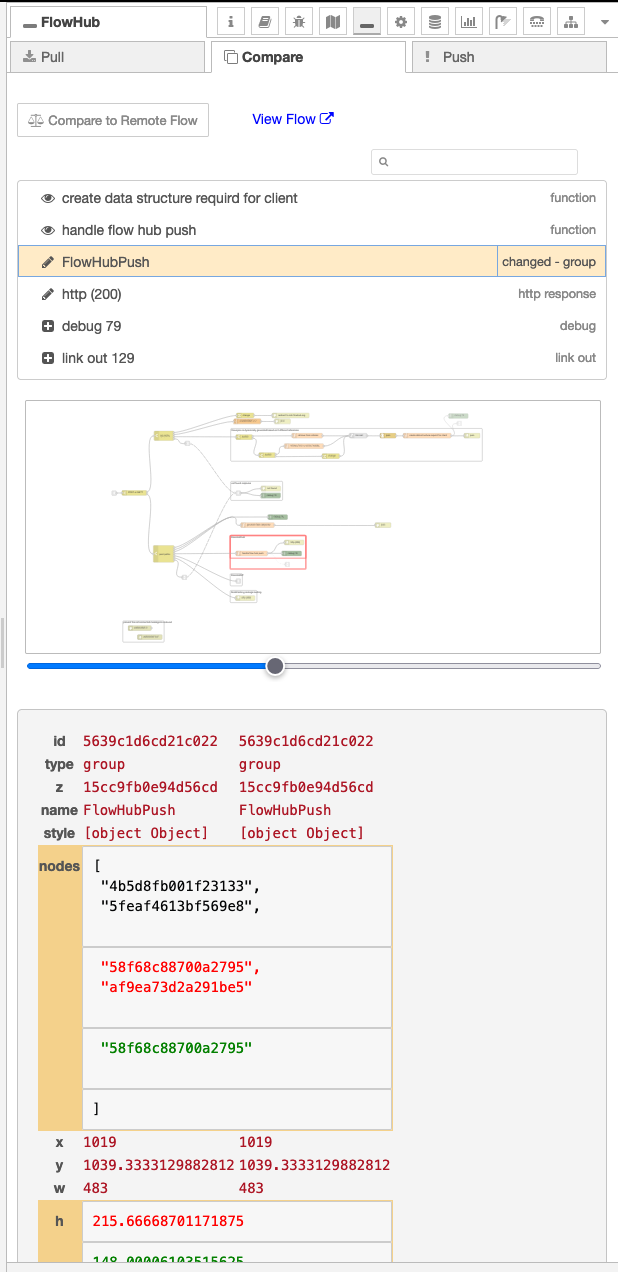 FlowHub
Pull
Compare
Push
Compare to Remote Flow
View Flow
create data structure requird for client function
handle flow hub push function
FlowHubPush changed - group
http (200) http response
debug 79 debug
link out 129 link out
id 5639c1d6cd21c022 5639c1d6cd21c022
type group group
z 15cc9fb0e94d56cd 15cc9fb0e94d56cd
name FlowHubPush FlowHubPush
style [object Object] [object Object]
nodes [
"4b5d8fb001f23133",
"5feaf4613bf569e8",
"58f68c88700a2795",
"af9ea73d2a291be5"
"58f68c88700a2795"
]
x 1019 1019
y 1039.3333129882812 1039.3333129882812
w 483 483
h 215.66668701171875
148.00006103515625